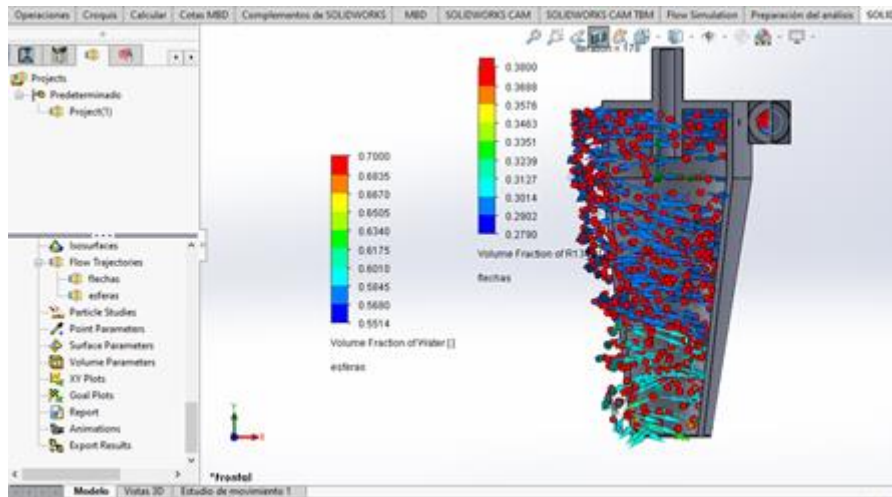 Operaciones Croquis Calcular Cotas MBD Complementos de SOLIDWORKS MBD SOLIDWORKS CAM SOLIDWORKS CAM TBM Flow Simulation Preparación del análisis
Iteration = 178
Projects
Predeterminado
Project(1)
Isosurfaces
Flow Trajectories
flechas
esferas
Particle Studies
Point Parameters
Surface Parameters
Volume Parameters
XY Plots
Goal Plots
Report
Animations
Export Results
0.7000
0.6835
0.6670
0.6505
0.6340
0.6175
0.6010
0.5845
0.5680
0.5514
Volume Fraction of Water [ ]
esferas
0.3800
0.3688
0.3576
0.3463
0.3351
0.3239
0.3127
0.3014
0.2902
0.2790
Volume Fraction of
flechas
*Frontal
Modelo Vistas 3D Estudio de movimiento 1